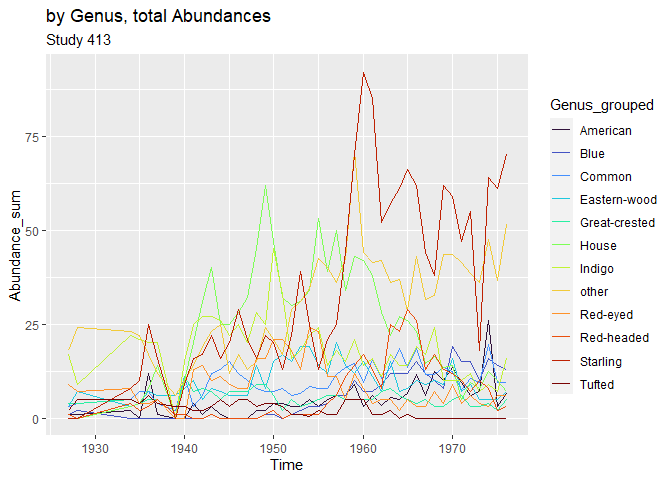 by Genus, total Abundances
Study 413
Abundance_sum
75
50
25
0
1930
1940
1950
1960
1970
Time
Genus_grouped
American
Blue
Common
Eastern-wood
Great-crested
House
Indigo
other
Red-eyed
Red-headed
Starling
Tufted